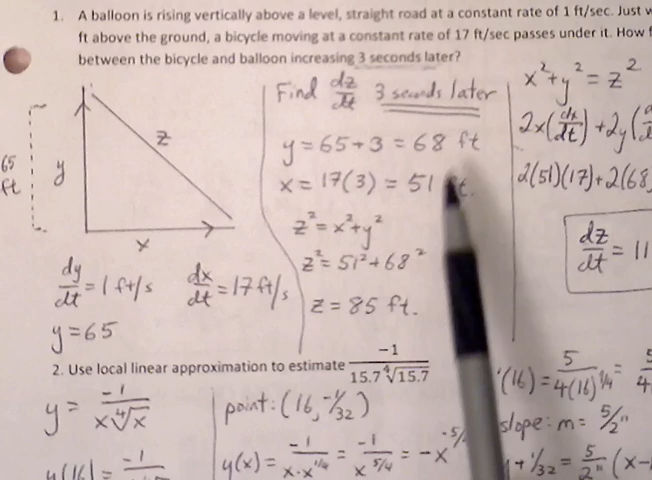 1. A balloon is rising vertically above a level, straight road at a constant rate of 1 ft/sec. Just
ft above the ground, a bicycle moving at a constant rate of 17 ft/sec passes under it. How
between the bicycle and balloon increasing 3 seconds later?
65 ft
y
z
x
dy/dt = 1 ft/s
dx/dt = 17 ft/s
y = 65
Find dz/dt 3 seconds later
y = 65 + 3 = 68 ft
x = 17(3) = 51 ft.
z² = x² + y²
z² = 51² + 68²
z = 85 ft.
x² + y² = z²
2x(dx/dt) + 2y(
2(51)(17) + 2(68
dz/dt = 11
2. Use local linear approximation to estimate -1/(15.7 ∜15.7)
y = -1/(x ∜x)
y(16) = -1
point: (16, -1/32)
y(x) = -1/(x·x^(1/4)) = -1/x^(5/4) = -x^(-5/
'(16) = 5/(4(16)^(9/4)) = 5/4
slope: m = 5/2^11
+ 1/32 = 5/2^11 (x-